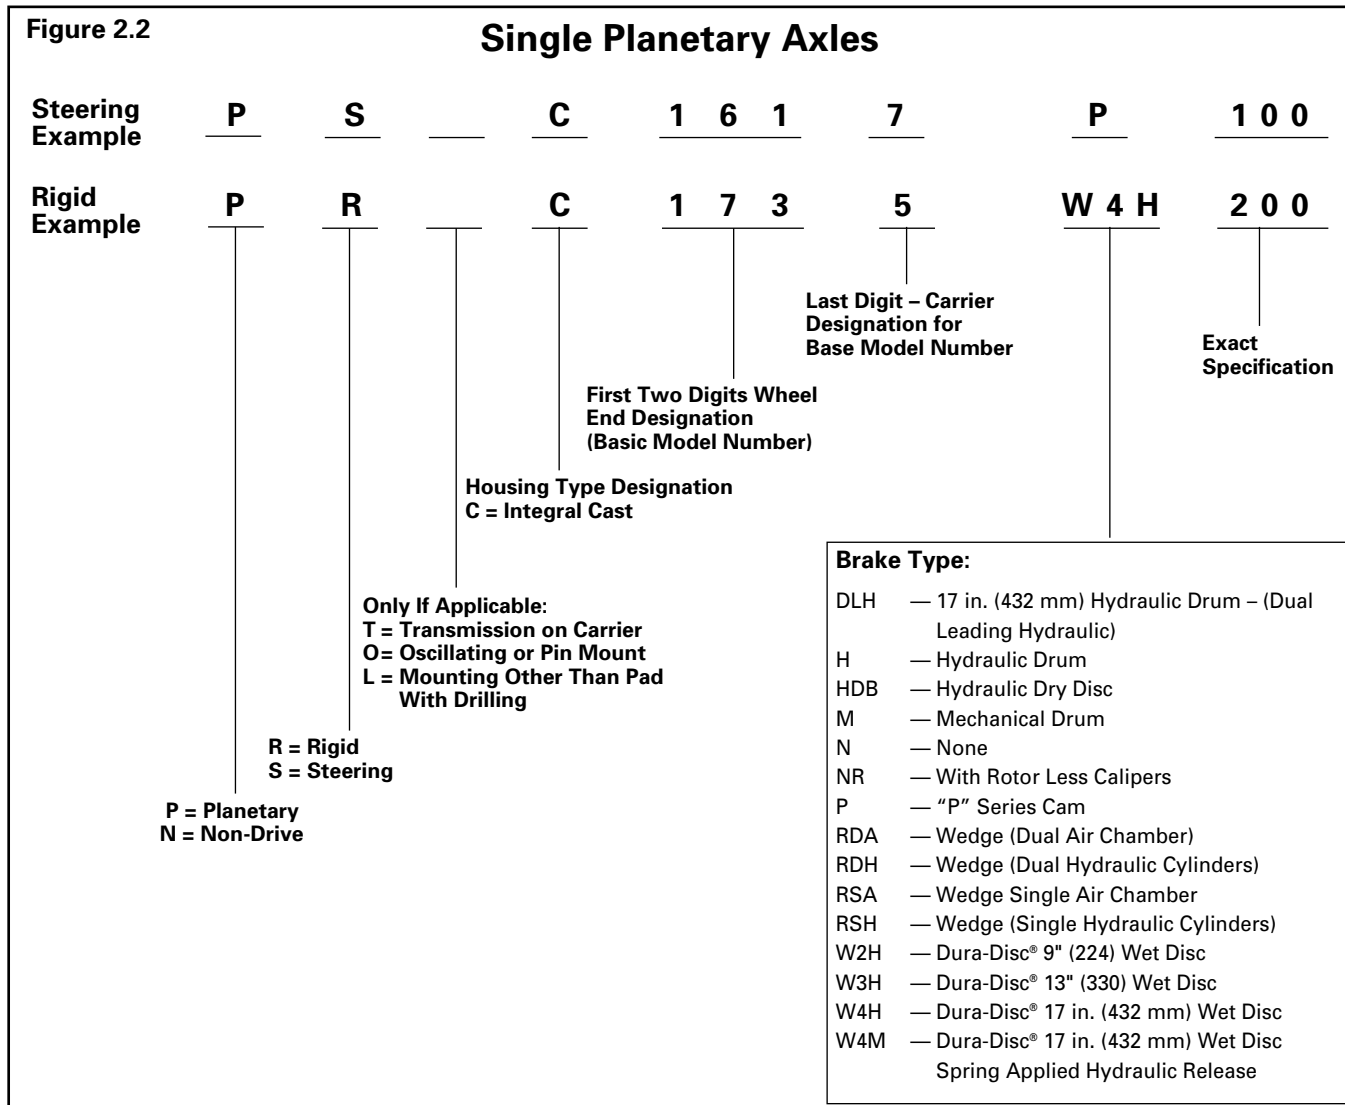 Figure 2.2
Single Planetary Axles
Steering
Example
P S C 1 6 1 7 P 1 0 0
Rigid
Example
P R C 1 7 3 5 W 4 H 2 0 0
Last Digit – Carrier
Designation for
Base Model Number
Exact
Specification
First Two Digits Wheel
End Designation
(Basic Model Number)
Housing Type Designation
C = Integral Cast
Only If Applicable:
T = Transmission on Carrier
O= Oscillating or Pin Mount
L = Mounting Other Than Pad
With Drilling
R = Rigid
S = Steering
P = Planetary
N = Non-Drive
Brake Type:
DLH — 17 in. (432 mm) Hydraulic Drum – (Dual
Leading Hydraulic)
H — Hydraulic Drum
HDB — Hydraulic Dry Disc
M — Mechanical Drum
N — None
NR — With Rotor Less Calipers
P — “P” Series Cam
RDA — Wedge (Dual Air Chamber)
RDH — Wedge (Dual Hydraulic Cylinders)
RSA — Wedge Single Air Chamber
RSH — Wedge (Single Hydraulic Cylinders)
W2H — Dura-Disc® 9" (224) Wet Disc
W3H — Dura-Disc® 13" (330) Wet Disc
W4H — Dura-Disc® 17 in. (432 mm) Wet Disc
W4M — Dura-Disc® 17 in. (432 mm) Wet Disc
Spring Applied Hydraulic Release